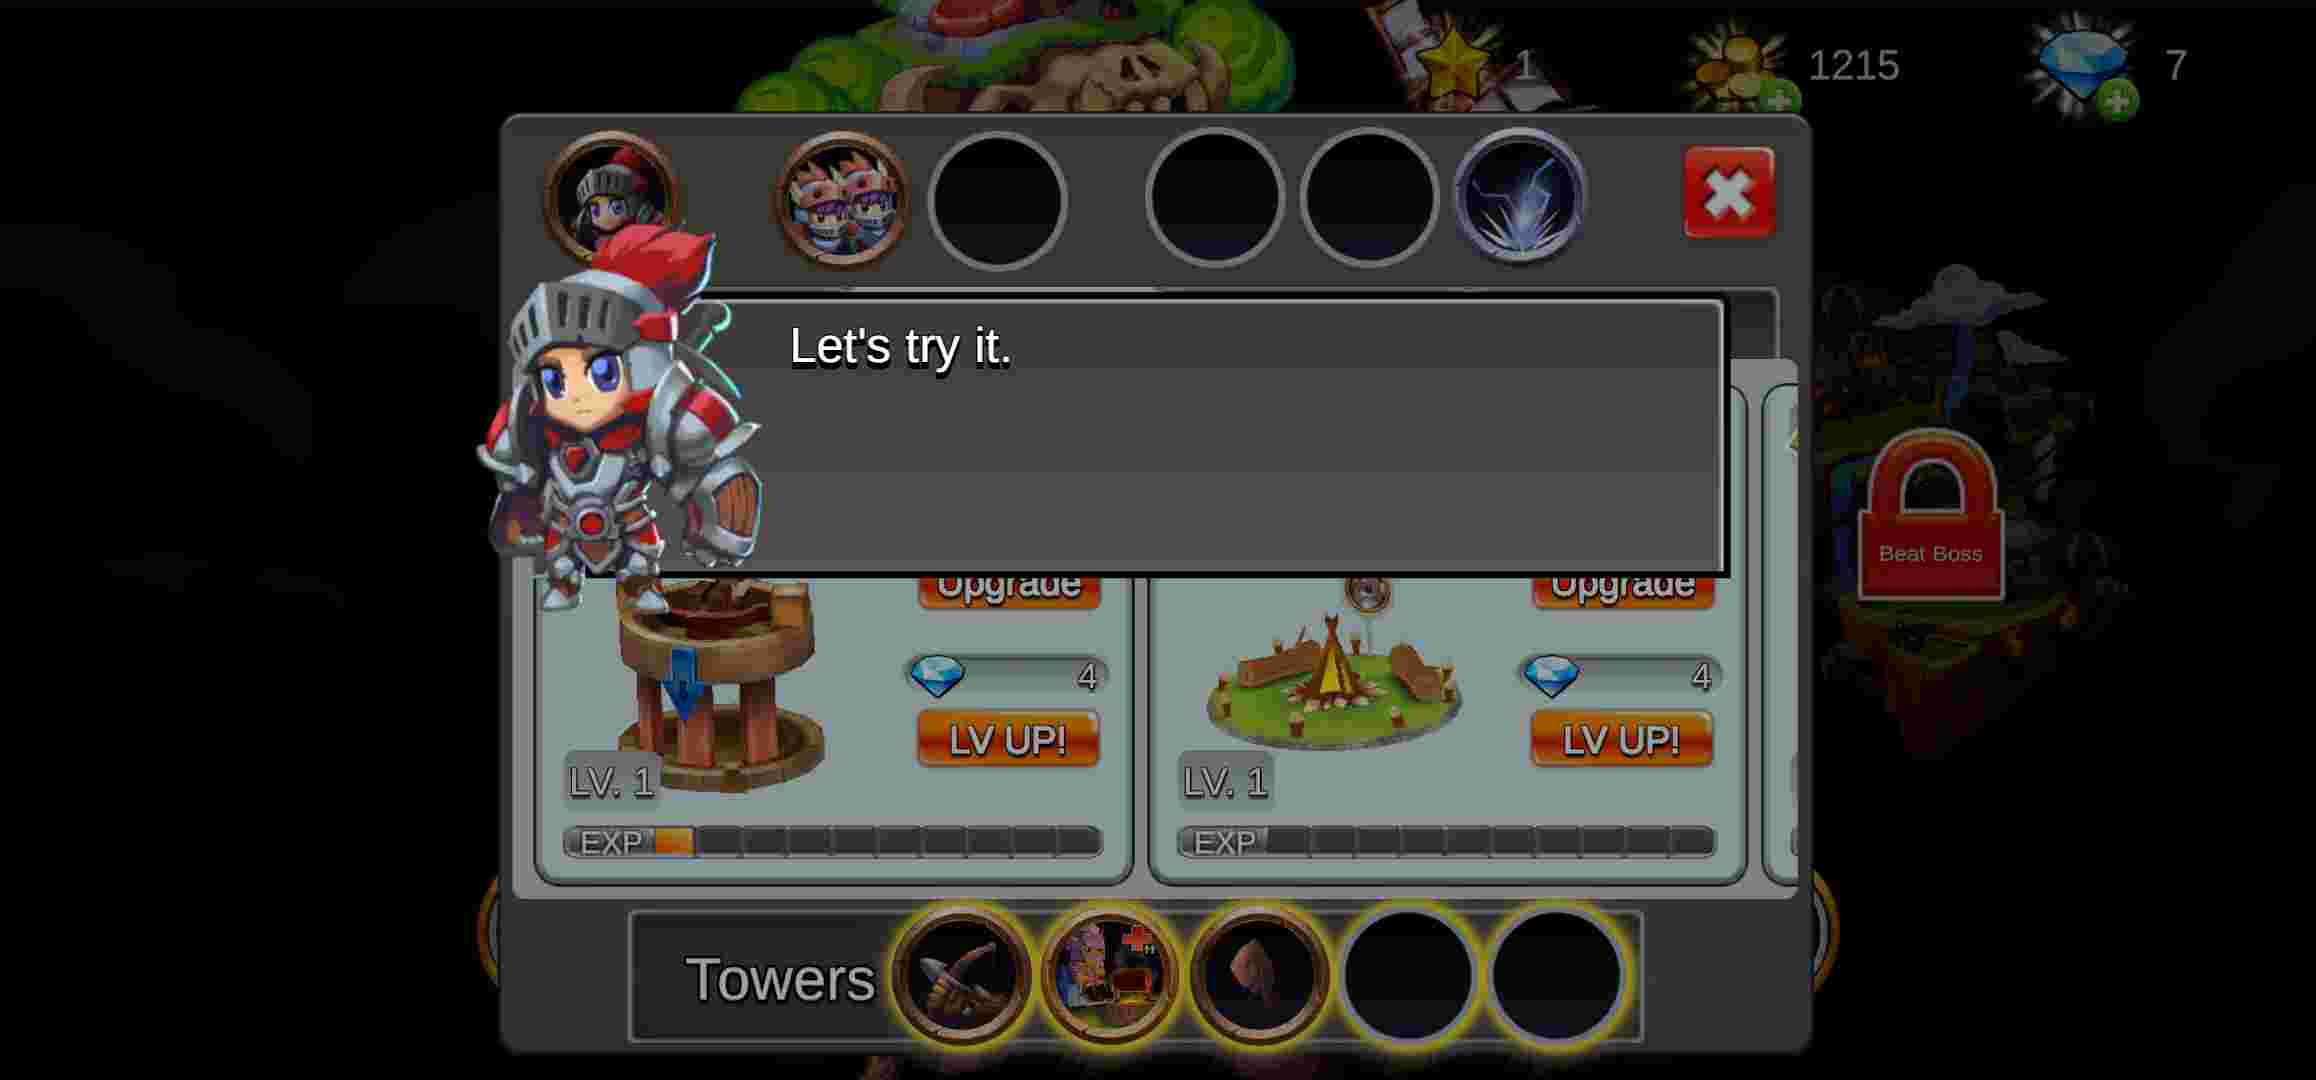 1
1215
7
Let's try it.
Beat Boss
Upgrade
Upgrade
4
4
LV UP!
LV UP!
LV. 1
LV. 1
EXP
EXP
Towers